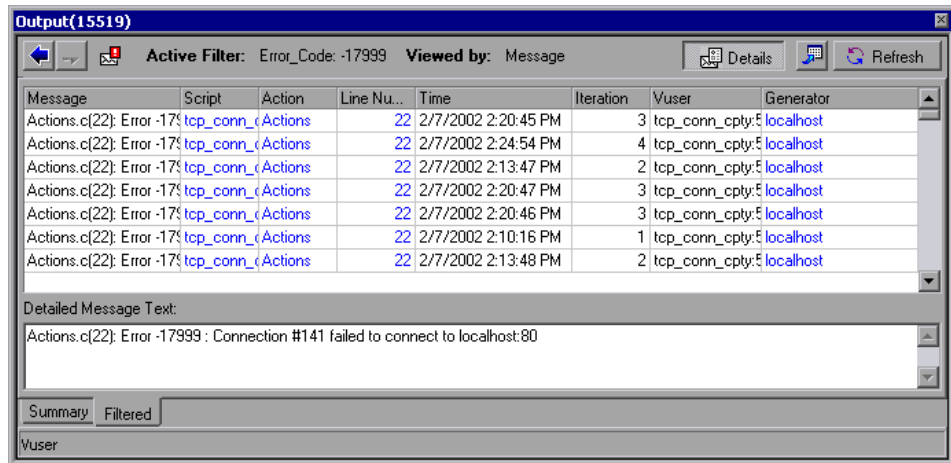 Output(15519)
Active Filter: Error_Code: -17999 Viewed by: Message Details Refresh
Message Script Action Line Nu... Time Iteration Vuser Generator
Actions.c(22): Error -179 tcp_conn_c Actions 22 2/7/2002 2:20:45 PM 3 tcp_conn_cpty:5 localhost
Actions.c(22): Error -179 tcp_conn_c Actions 22 2/7/2002 2:24:54 PM 4 tcp_conn_cpty:5 localhost
Actions.c(22): Error -179 tcp_conn_c Actions 22 2/7/2002 2:13:47 PM 2 tcp_conn_cpty:5 localhost
Actions.c(22): Error -179 tcp_conn_c Actions 22 2/7/2002 2:20:47 PM 3 tcp_conn_cpty:5 localhost
Actions.c(22): Error -179 tcp_conn_c Actions 22 2/7/2002 2:20:46 PM 3 tcp_conn_cpty:5 localhost
Actions.c(22): Error -179 tcp_conn_c Actions 22 2/7/2002 2:10:16 PM 1 tcp_conn_cpty:5 localhost
Actions.c(22): Error -179 tcp_conn_c Actions 22 2/7/2002 2:13:48 PM 2 tcp_conn_cpty:5 localhost
Detailed Message Text:
Actions.c(22): Error -17999 : Connection #141 failed to connect to localhost:80
Summary Filtered
Vuser